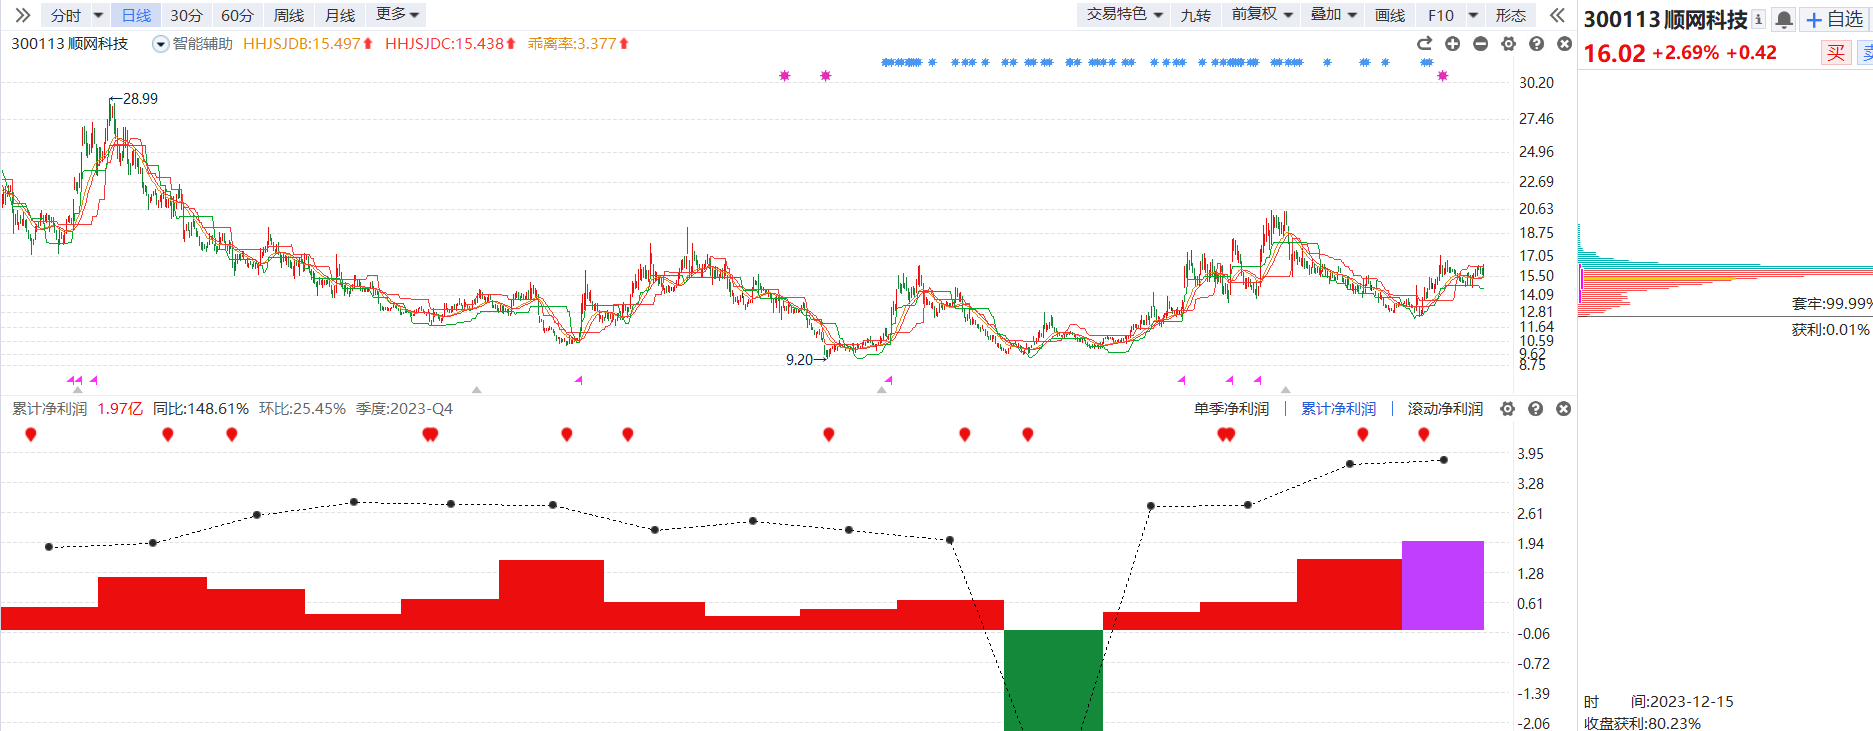 分时 日线 30分 60分 周线 月线 更多 交易特色 九转 前复权 叠加 画线 F10 形态
300113 顺网科技 i 自选
16.02 +2.69% +0.42 买
300113 顺网科技 智能辅助 HHJSJDB:15.497 HHJSJDC:15.438 乖离率:3.377
30.20
28.99
27.46
24.96
22.69
20.63
18.75
17.05
15.50
14.09
12.81
11.64
10.59
9.62
9.20
8.75
套牢:99.99%
获利:0.01%
累计净利润 1.97亿 同比:148.61% 环比:25.45% 季度:2023-Q4 单季净利润 累计净利润 滚动净利润
3.95
3.28
2.61
1.94
1.28
0.61
-0.06
-0.72
-1.39
-2.06
时 间:2023-12-15
收盘获利:80.23%